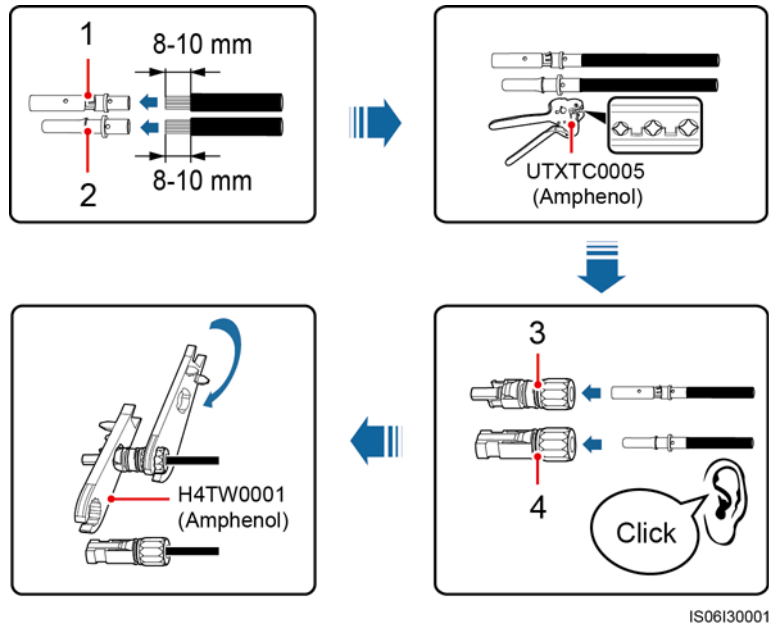 1
8-10 mm
8-10 mm
2
UTXTC0005
(Amphenol)
3
4
Click
H4TW0001
(Amphenol)
IS06I30001